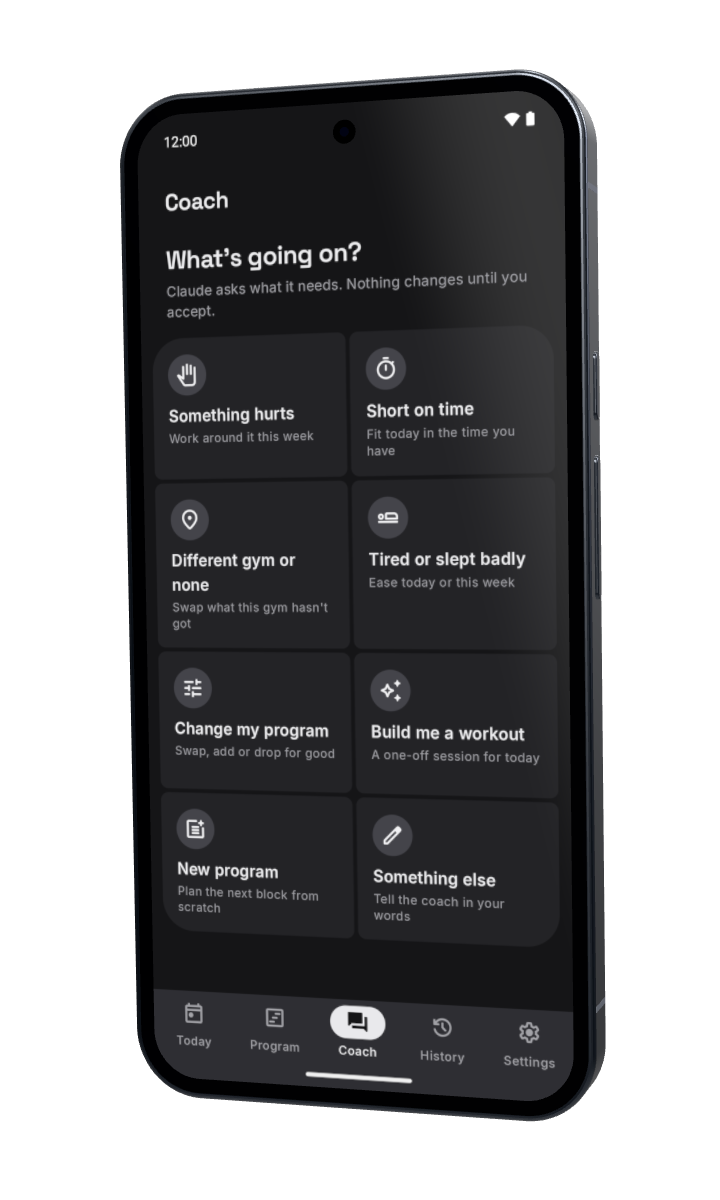 12:00
Coach
What's going on?
Claude asks what it needs. Nothing changes until you
accept.
Something hurts
Work around it this week
Short on time
Fit today in the time you
have
Different gym or
none
Swap what this gym hasn't
got
Tired or slept badly
Ease today or this week
Change my program
Swap, add or drop for good
Build me a workout
A one-off session for today
New program
Plan the next block from
scratch
Something else
Tell the coach in your
words
Today
Program
Coach
History
Settings